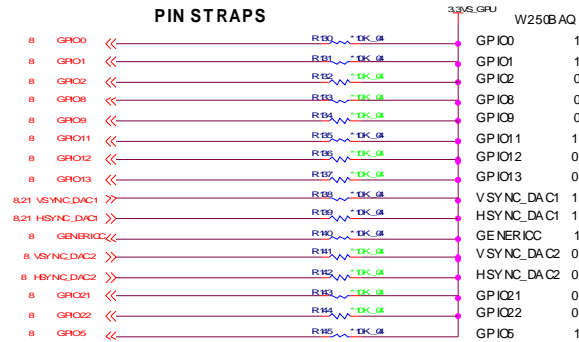 PIN STRAPS
3.3VS_GPU
W250BAQ
8 GPIO0 R130 *10K_04 GPIO0 1
8 GPIO1 R131 *10K_04 GPIO1 1
8 GPIO2 R132 *10K_04 GPIO2 0
8 GPIO8 R133 *10K_04 GPIO8 0
8 GPIO9 R134 *10K_04 GPIO9 0
8 GPIO11 R135 *10K_04 GPIO11 1
8 GPIO12 R136 *10K_04 GPIO12 0
8 GPIO13 R137 *10K_04 GPIO13 0
8,21 VSYNC_DAC1 R138 *10K_04 VSYNC_DAC1 1
8,21 HSYNC_DAC1 R139 *10K_04 HSYNC_DAC1 1
8 GENERICC R140 *10K_04 GENERICC 1
8 VSYNC_DAC2 R141 *10K_04 VSYNC_DAC2 0
8 HSYNC_DAC2 R142 *10K_04 HSYNC_DAC2 0
8 GPIO21 R143 *10K_04 GPIO21 0
8 GPIO22 R144 *10K_04 GPIO22 0
8 GPIO5 R145 *10K_04 GPIO5 1